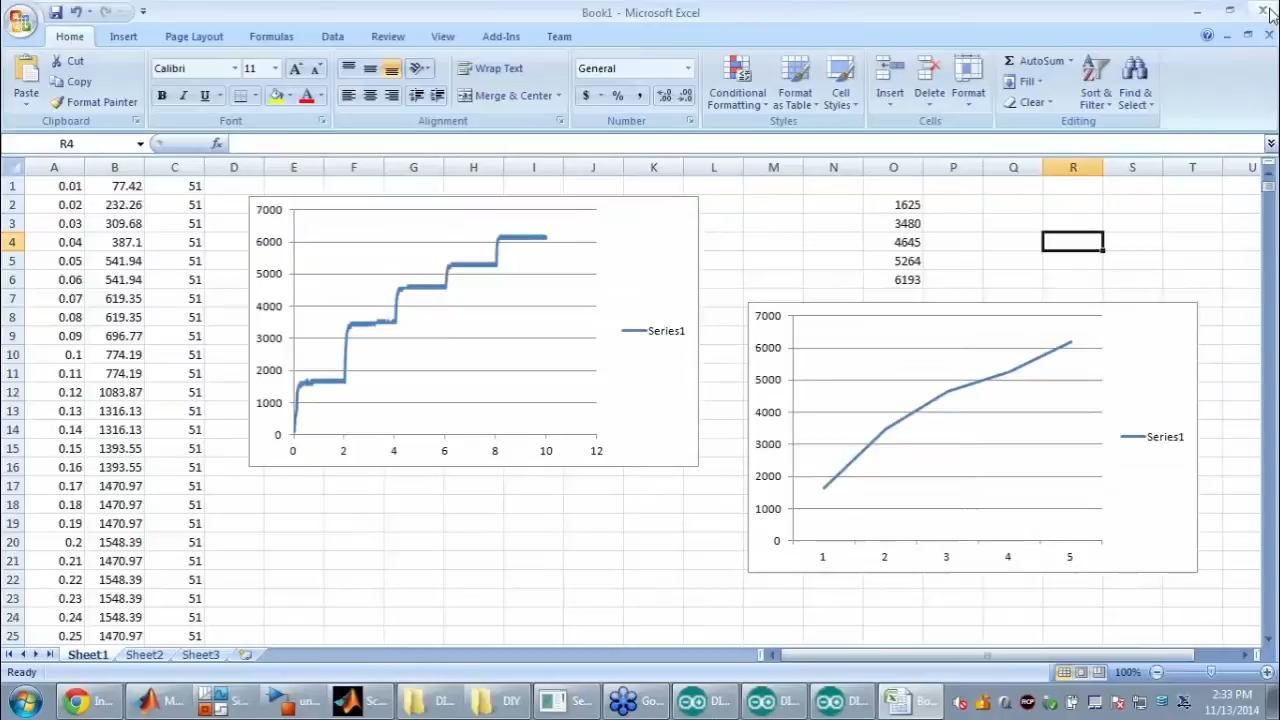 Book1 - Microsoft Excel
Home Insert Page Layout Formulas Data Review View Add-Ins Team
Paste Cut Copy Format Painter Clipboard
Calibri 11 B I U A Font
Wrap Text Merge & Center Alignment
General $ % , Number
Conditional Formatting Format as Table Cell Styles Styles
Insert Delete Format Cells
Σ AutoSum Fill Clear Sort & Filter Find & Select Editing
R4 fx
A B C D E F G H I J K L M N O P Q R S T U
1 0.01 77.42 51
2 0.02 232.26 51 1625
3 0.03 309.68 51 3480
4 0.04 387.1 51 4645
5 0.05 541.94 51 5264
6 0.06 541.94 51 6193
7 0.07 619.35 51
8 0.08 619.35 51
9 0.09 696.77 51
10 0.1 774.19 51
11 0.11 774.19 51
12 0.12 1083.87 51
13 0.13 1316.13 51
14 0.14 1316.13 51
15 0.15 1393.55 51
16 0.16 1393.55 51
17 0.17 1470.97 51
18 0.18 1470.97 51
19 0.19 1470.97 51
20 0.2 1548.39 51
21 0.21 1470.97 51
22 0.22 1548.39 51
23 0.23 1548.39 51
24 0.24 1548.39 51
25 0.25 1470.97 51
7000
6000
5000
4000
3000
2000
1000
0
0 2 4 6 8 10 12
Series1
7000
6000
5000
4000
3000
2000
1000
0
1 2 3 4 5
Series1
Sheet1 Sheet2 Sheet3
Ready 100%
In... M... Si... un... Sc... DI... DIY Se... Go... DI... DI... DI... Bo... 2:33 PM
11/13/2014